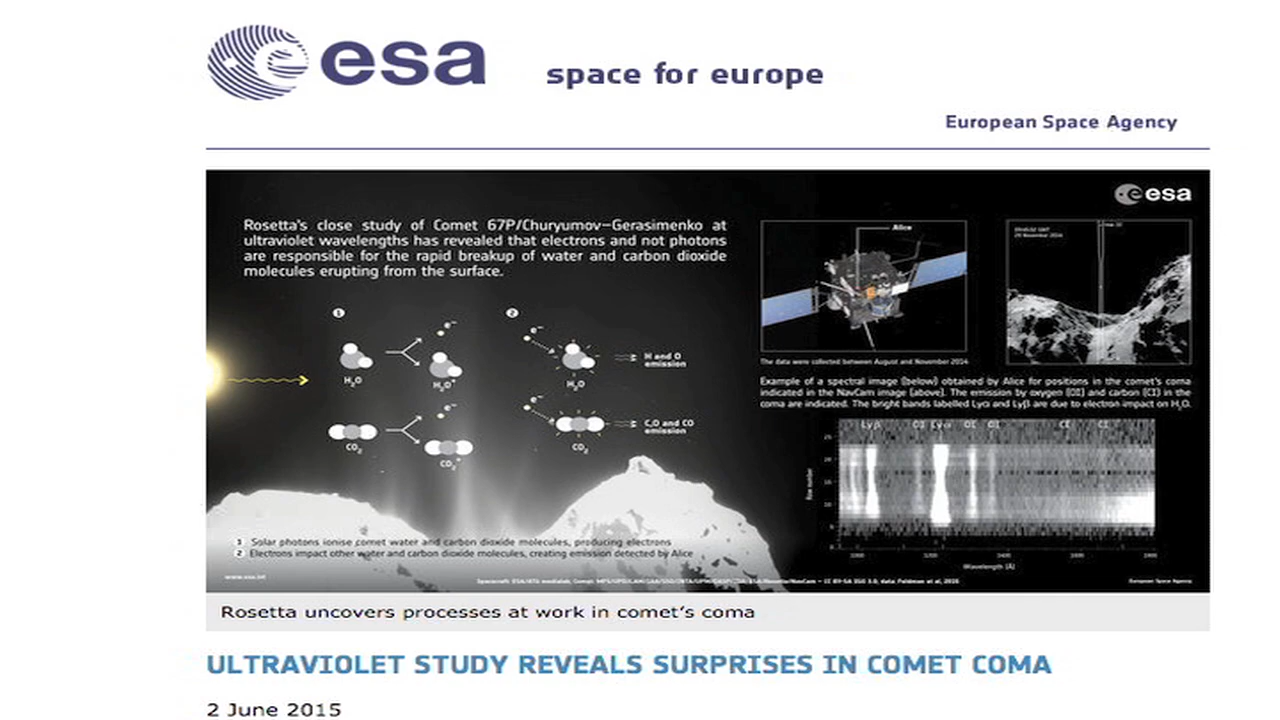 esa
space for europe
European Space Agency
esa
Rosetta's close study of Comet 67P/Churyumov–Gerasimenko at
ultraviolet wavelengths has revealed that electrons and not photons
are responsible for the rapid breakup of water and carbon dioxide
molecules erupting from the surface.
1
2
e⁻
e⁻
H₂O
H₂O⁺
H₂O
H and O
emission
e⁻
e⁻
CO₂
CO₂⁺
CO₂
C,O and CO
emission
1 Solar photons ionise comet water and carbon dioxide molecules, producing electrons
2 Electrons impact other water and carbon dioxide molecules, creating emission detected by Alice
www.esa.int
Alice
The data were collected between August and November 2014
Example of a spectral image (below) obtained by Alice for positions in the comet's coma
indicated in the NavCam image (above). The emission by oxygen [OI] and carbon [CI] in the
coma are indicated. The bright bands labelled Lyα and Lyβ are due to electron impact on H₂O.
Lyβ OI Lyα OI OI CI CI
Row number
Wavelength [Å]
European Space Agency
Rosetta uncovers processes at work in comet's coma
ULTRAVIOLET STUDY REVEALS SURPRISES IN COMET COMA
2 June 2015